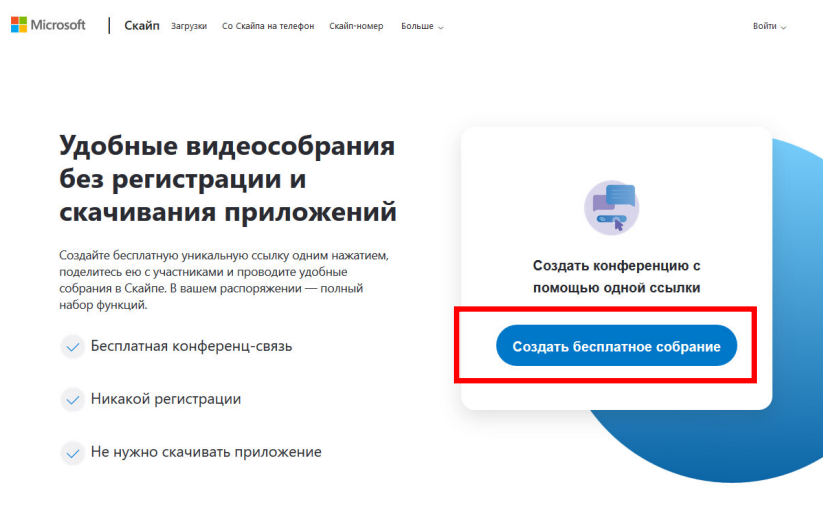 Microsoft
Скайп Загрузки Со Скайпа на телефон Скайп-номер Больше Войти
Удобные видеособрания
без регистрации и
скачивания приложений
Создайте бесплатную уникальную ссылку одним нажатием,
поделитесь ею с участниками и проводите удобные
собрания в Скайпе. В вашем распоряжении — полный
набор функций.
Бесплатная конференц-связь
Никакой регистрации
Не нужно скачивать приложение
Создать конференцию с
помощью одной ссылки
Создать бесплатное собрание